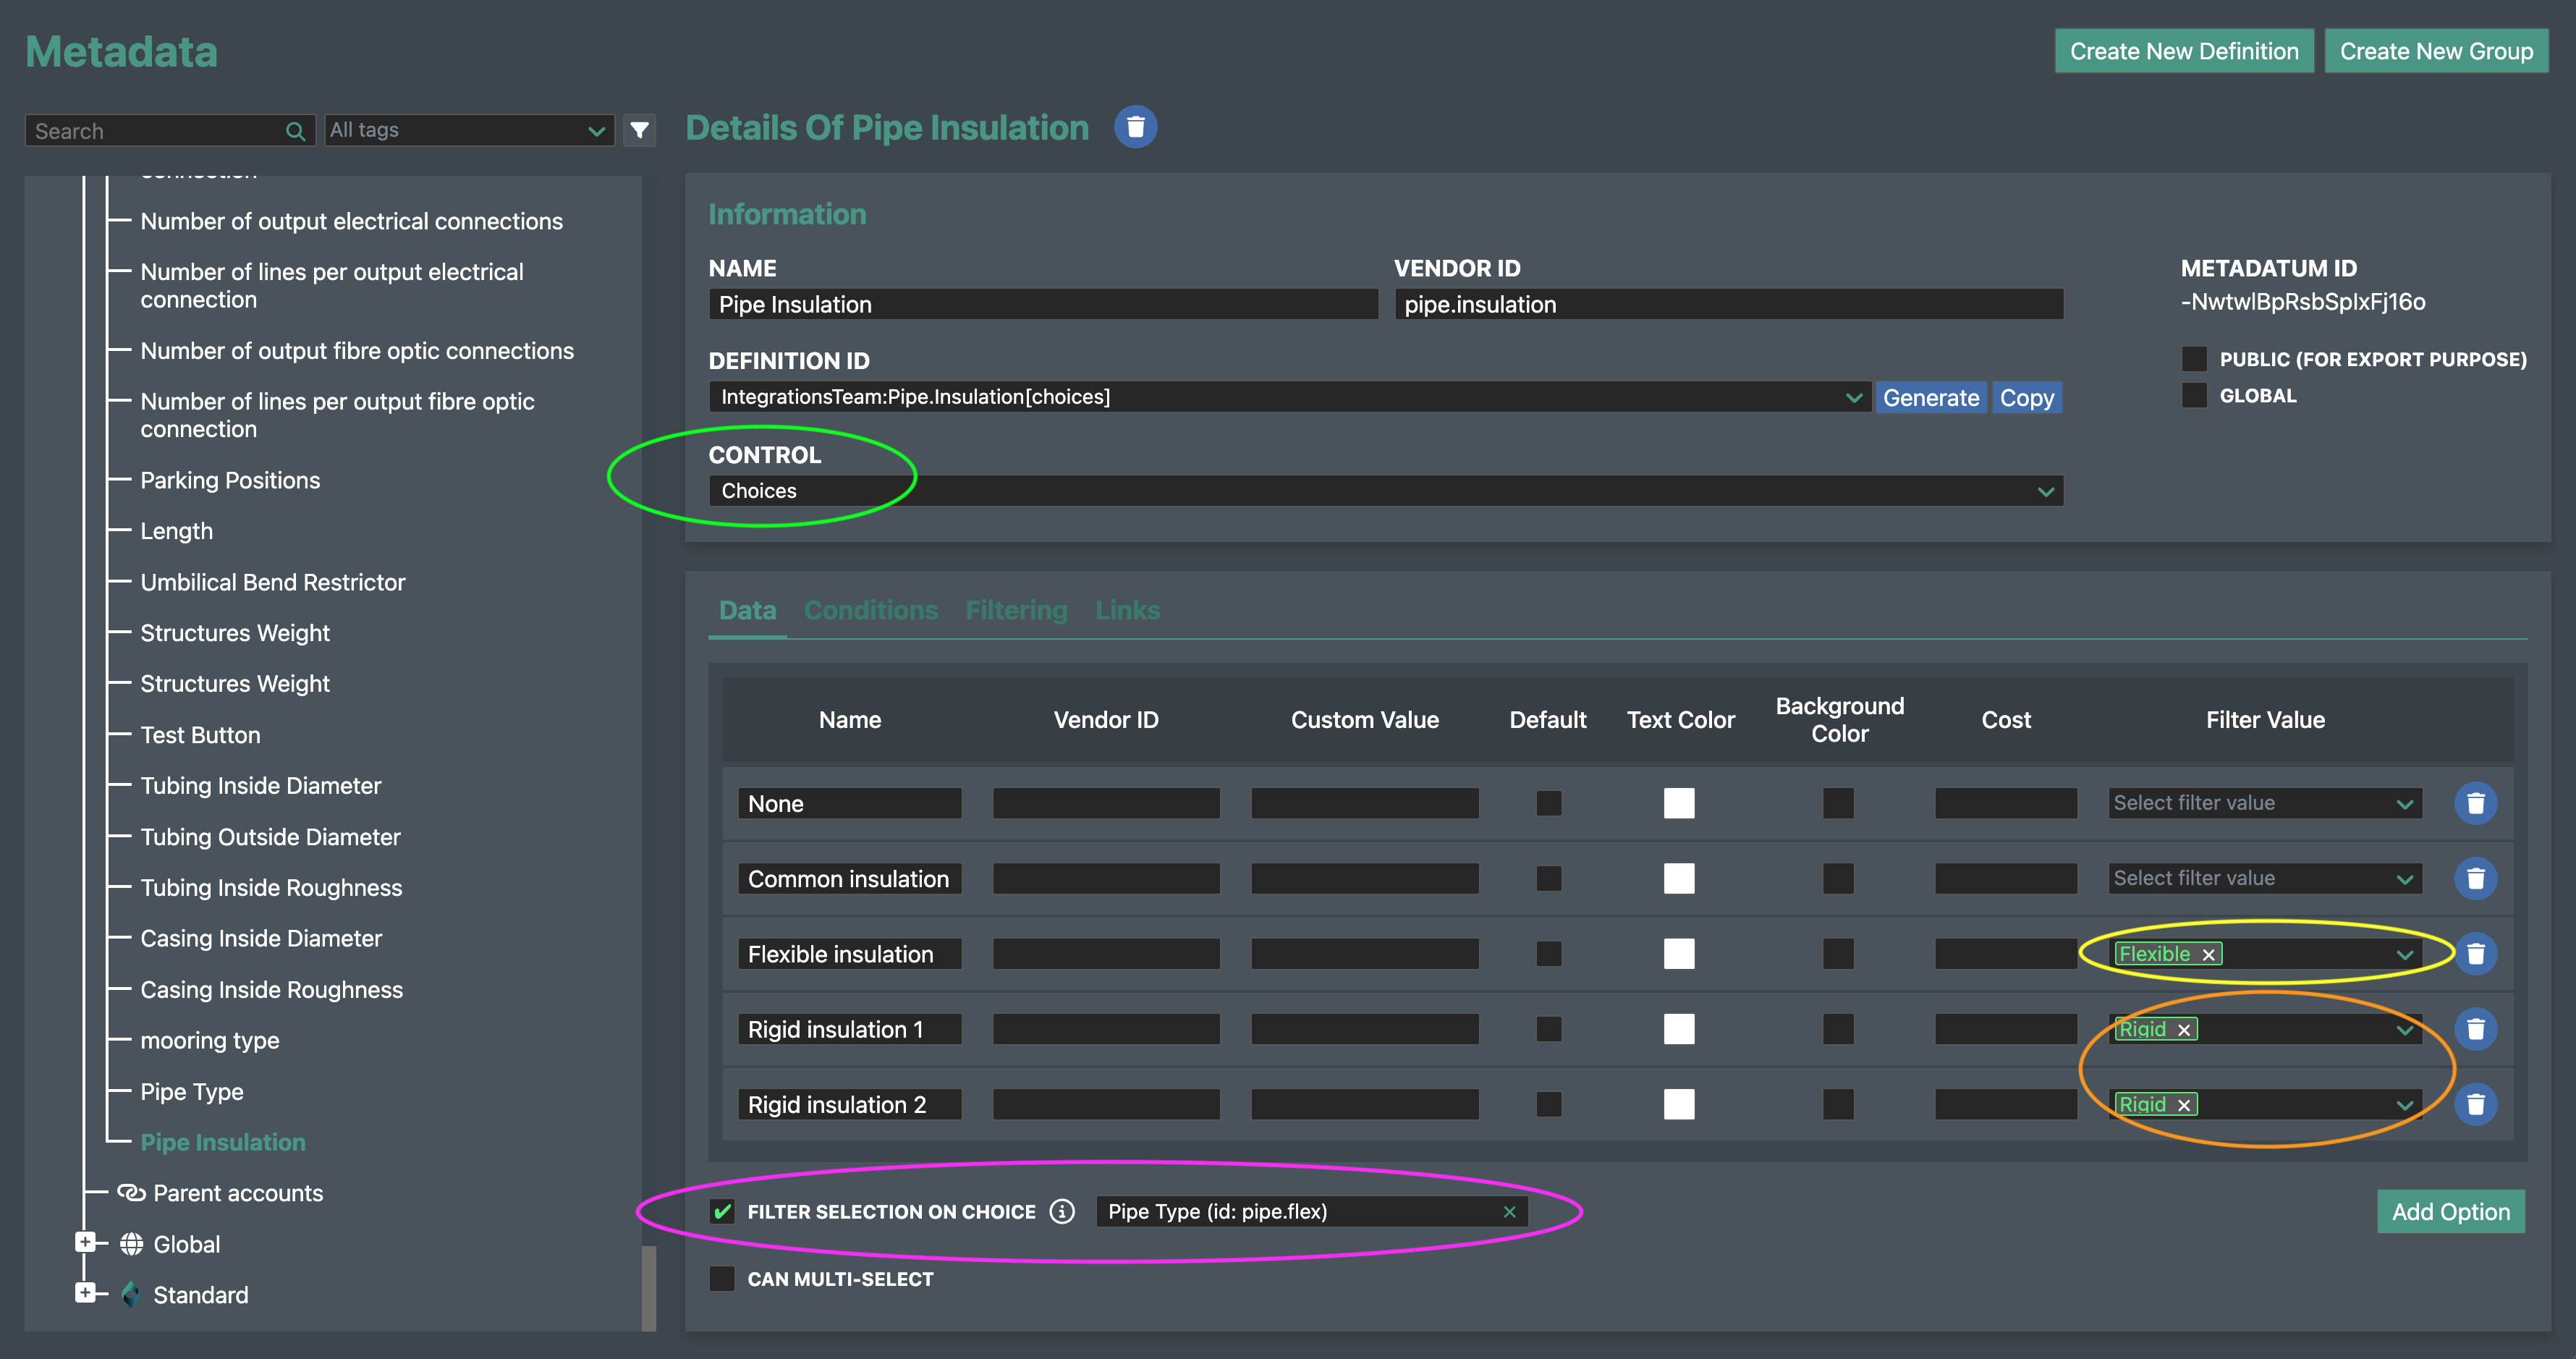 Metadata
Create New Definition
Create New Group
Search
All tags
Number of output electrical connections
Number of lines per output electrical
connection
Number of output fibre optic connections
Number of lines per output fibre optic
connection
Parking Positions
Length
Umbilical Bend Restrictor
Structures Weight
Structures Weight
Test Button
Tubing Inside Diameter
Tubing Outside Diameter
Tubing Inside Roughness
Casing Inside Diameter
Casing Inside Roughness
mooring type
Pipe Type
Pipe Insulation
Parent accounts
Global
Standard
Details Of Pipe Insulation
Information
NAME
Pipe Insulation
VENDOR ID
pipe.insulation
METADATUM ID
PUBLIC (FOR EXPORT PURPOSE)
GLOBAL
DEFINITION ID
IntegrationsTeam:Pipe.Insulation[choices]
Generate
Copy
CONTROL
Choices
Data Conditions Filtering Links
Name Vendor ID Custom Value Default Text Color Background Color Cost Filter Value
None Select filter value
Common insulation Select filter value
Flexible insulation Flexible
Rigid insulation 1 Rigid
Rigid insulation 2 Rigid
FILTER SELECTION ON CHOICE Pipe Type (id: pipe.flex)
Add Option
CAN MULTI-SELECT